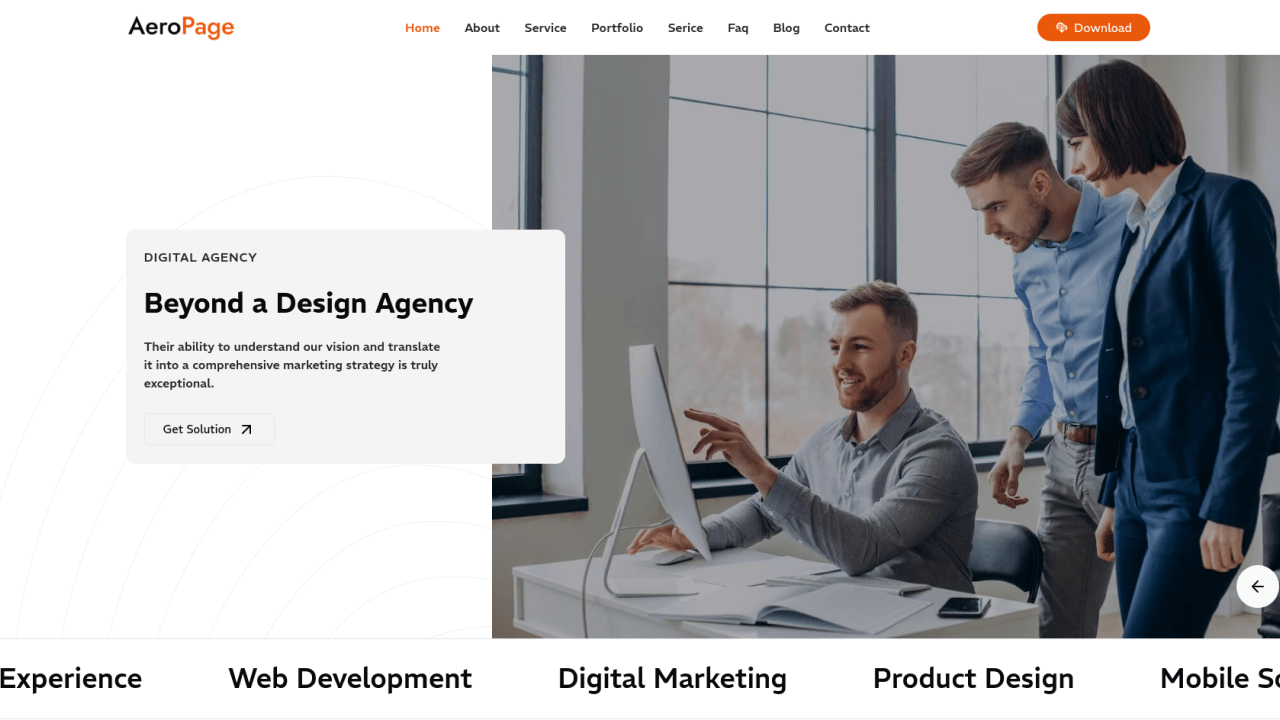 AeroPage
Home About Service Portfolio Serice Faq Blog Contact
Download
DIGITAL AGENCY
Beyond a Design Agency
Their ability to understand our vision and translate
it into a comprehensive marketing strategy is truly
exceptional.
Get Solution
Experience Web Development Digital Marketing Product Design Mobile